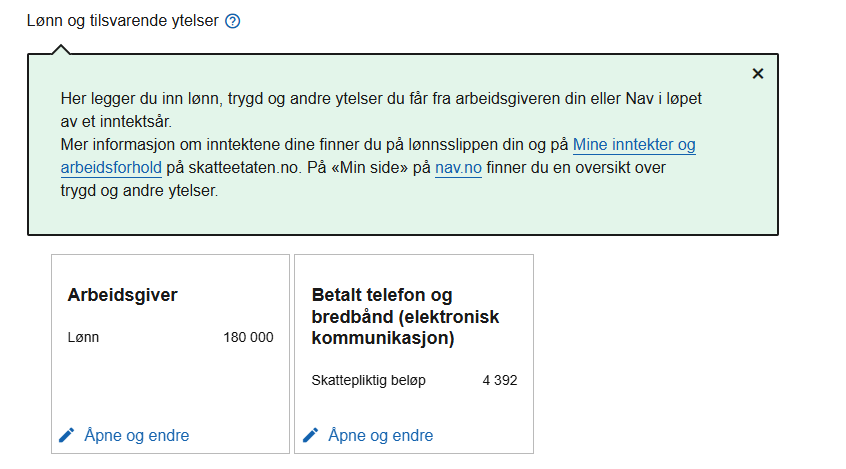 Lønn og tilsvarende ytelser ?
Her legger du inn lønn, trygd og andre ytelser du får fra arbeidsgiveren din eller Nav i løpet
av et inntektsår.
Mer informasjon om inntektene dine finner du på lønnsslippen din og på Mine inntekter og
arbeidsforhold på skatteetaten.no. På «Min side» på nav.no finner du en oversikt over
trygd og andre ytelser.
Arbeidsgiver
Lønn 180 000
Åpne og endre
Betalt telefon og
bredbånd (elektronisk
kommunikasjon)
Skattepliktig beløp 4 392
Åpne og endre